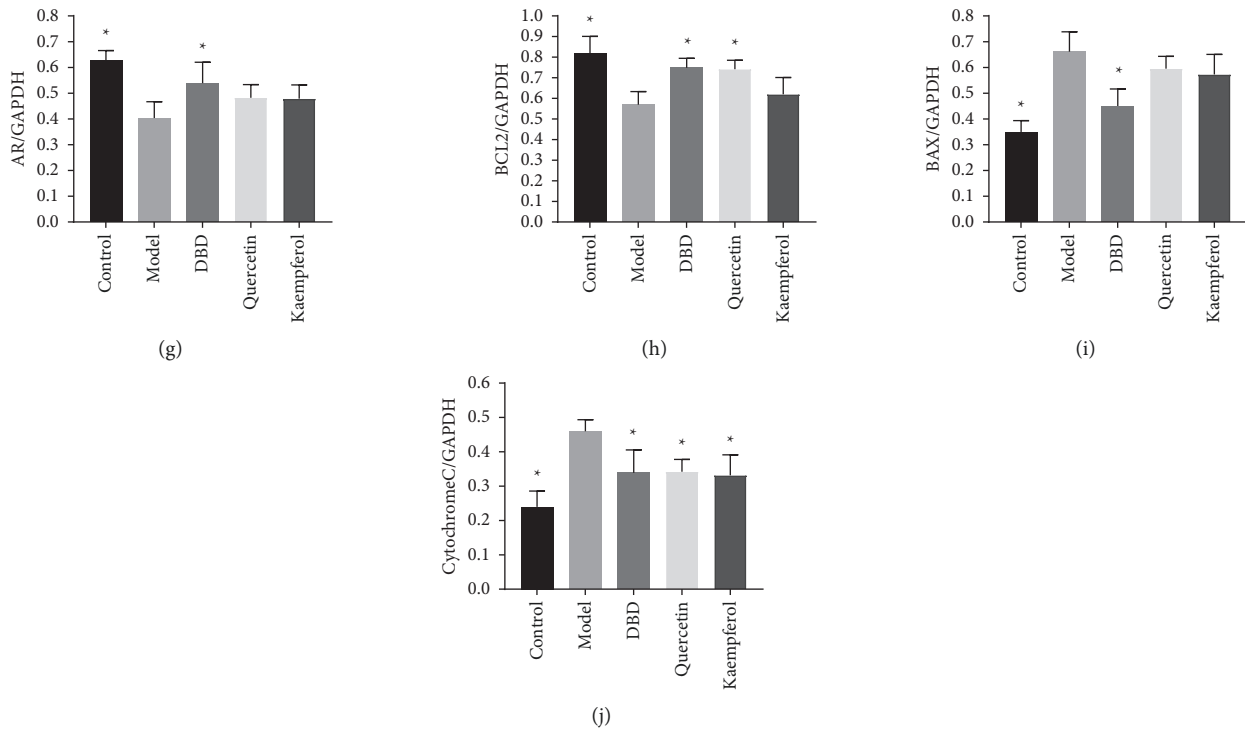 AR/GAPDH
0.8
0.7
0.6
0.5
0.4
0.3
0.2
0.1
0.0
*
*
Control
Model
DBD
Quercetin
Kaempferol
(g)
BCL2/GAPDH
1.0
0.9
0.8
0.7
0.6
0.5
0.4
0.3
0.2
0.1
0.0
*
*
*
Control
Model
DBD
Quercetin
Kaempferol
(h)
BAX/GAPDH
0.8
0.7
0.6
0.5
0.4
0.3
0.2
0.1
0.0
*
*
Control
Model
DBD
Quercetin
Kaempferol
(i)
CytochromeC/GAPDH
0.6
0.5
0.4
0.3
0.2
0.1
0.0
*
*
*
*
Control
Model
DBD
Quercetin
Kaempferol
(j)